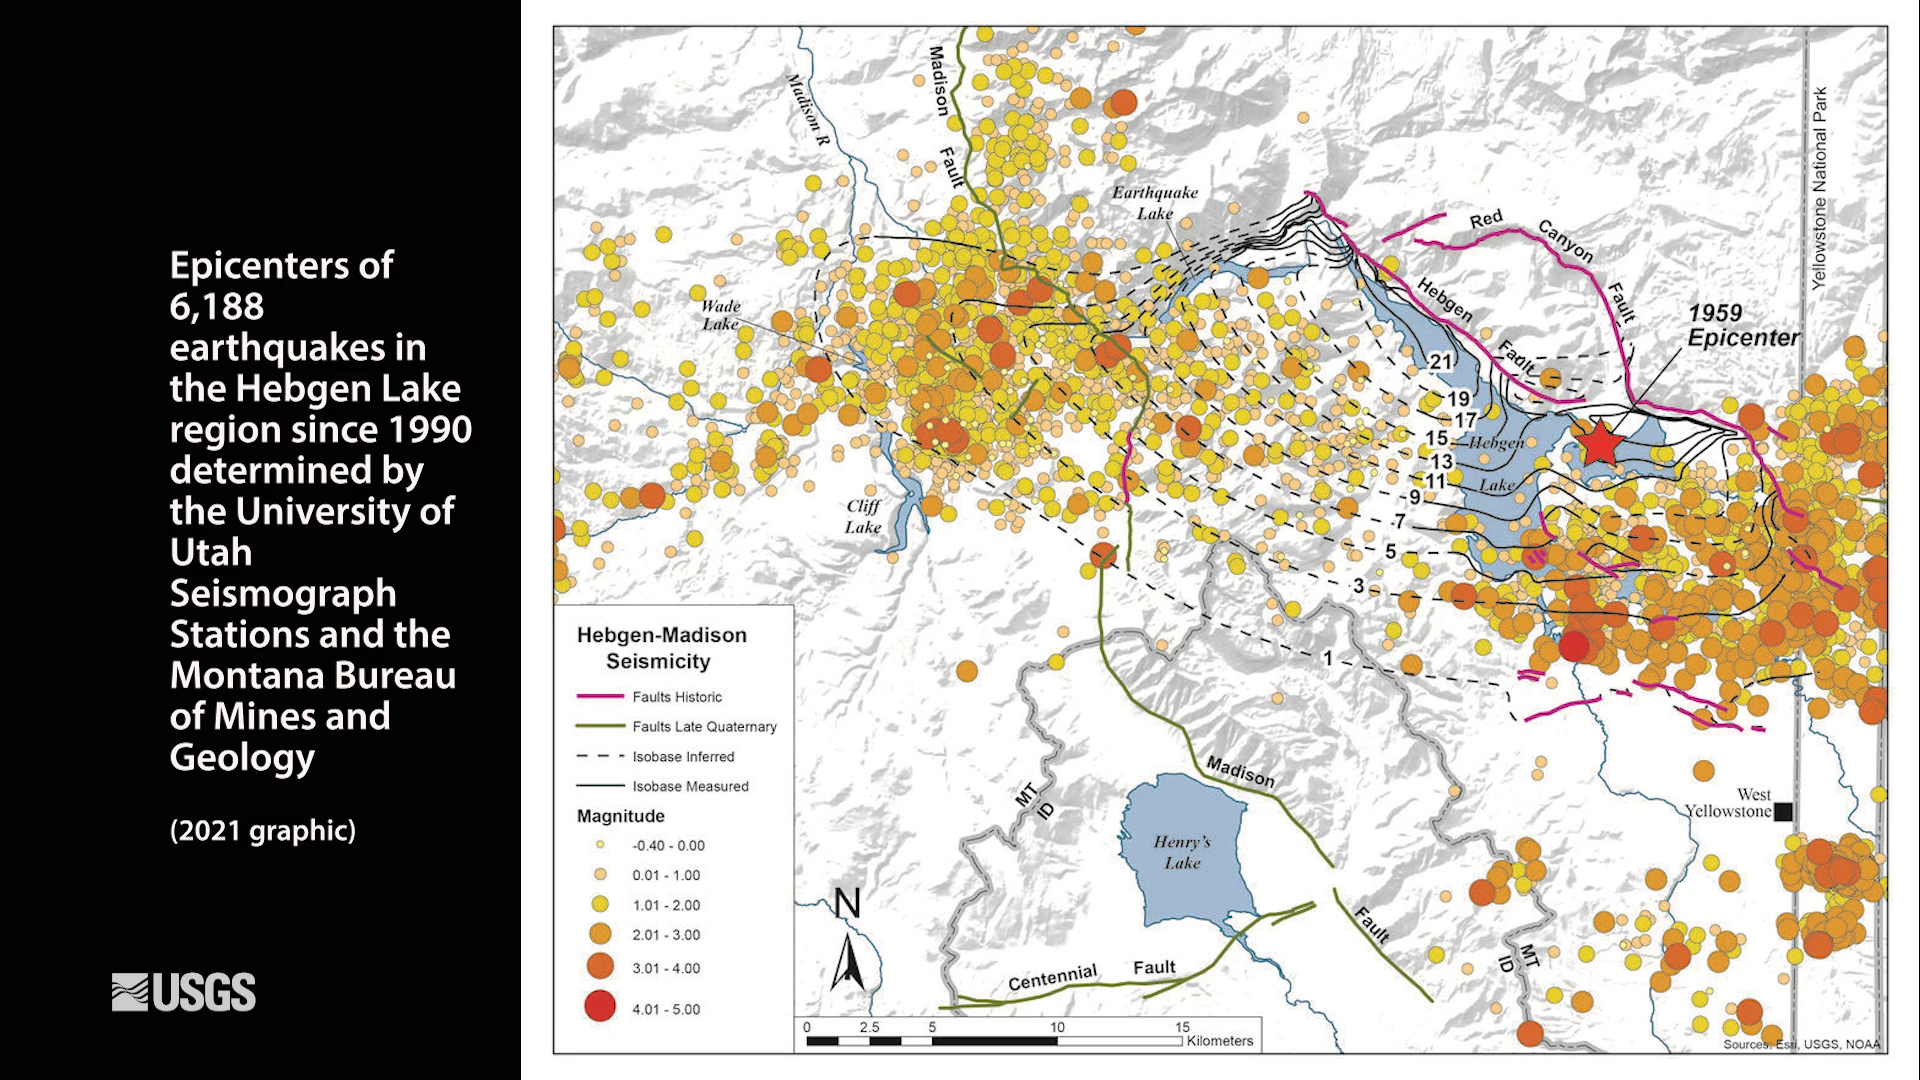 Epicenters of
6,188
earthquakes in
the Hebgen Lake
region since 1990
determined by
the University of
Utah
Seismograph
Stations and the
Montana Bureau
of Mines and
Geology
(2021 graphic)
USGS
Madison R
Madison
Fault
Earthquake
Lake
Red
Canyon
Fault
Yellowstone National Park
Wade
Lake
Hebgen
Fault
1959
Epicenter
21
19
17
15
13
11
9
7
5
3
1
Hebgen
Lake
Cliff
Lake
Hebgen-Madison
Seismicity
Faults Historic
Faults Late Quaternary
Isobase Inferred
Isobase Measured
Magnitude
-0.40 - 0.00
0.01 - 1.00
1.01 - 2.00
2.01 - 3.00
3.01 - 4.00
4.01 - 5.00
MT
ID
Madison
Fault
Henry's
Lake
West
Yellowstone
MT
ID
N
Centennial Fault
0 2.5 5 10 15
Kilometers
Sources: Esri, USGS, NOAA